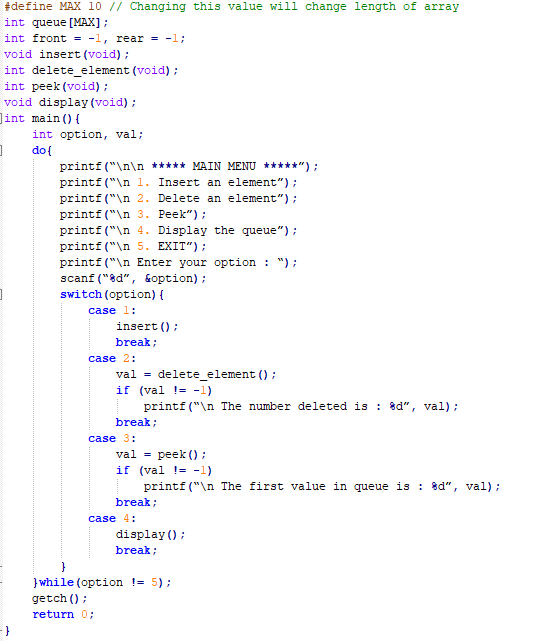 #define MAX 10 // Changing this value will change length of array
int queue[MAX];
int front = -1, rear = -1;
void insert(void);
int delete_element(void);
int peek(void);
void display(void);
int main(){
    int option, val;
    do{
        printf(“\n\n ***** MAIN MENU *****”);
        printf(“\n 1. Insert an element”);
        printf(“\n 2. Delete an element”);
        printf(“\n 3. Peek”);
        printf(“\n 4. Display the queue”);
        printf(“\n 5. EXIT”);
        printf(“\n Enter your option : “);
        scanf(“%d”, &option);
        switch(option){
            case 1:
                insert();
                break;
            case 2:
                val = delete_element();
                if (val != -1)
                    printf(“\n The number deleted is : %d”, val);
                break;
            case 3:
                val = peek();
                if (val != -1)
                    printf(“\n The first value in queue is : %d”, val);
                break;
            case 4:
                display();
                break;
        }
    }while(option != 5);
    getch();
    return 0;
}